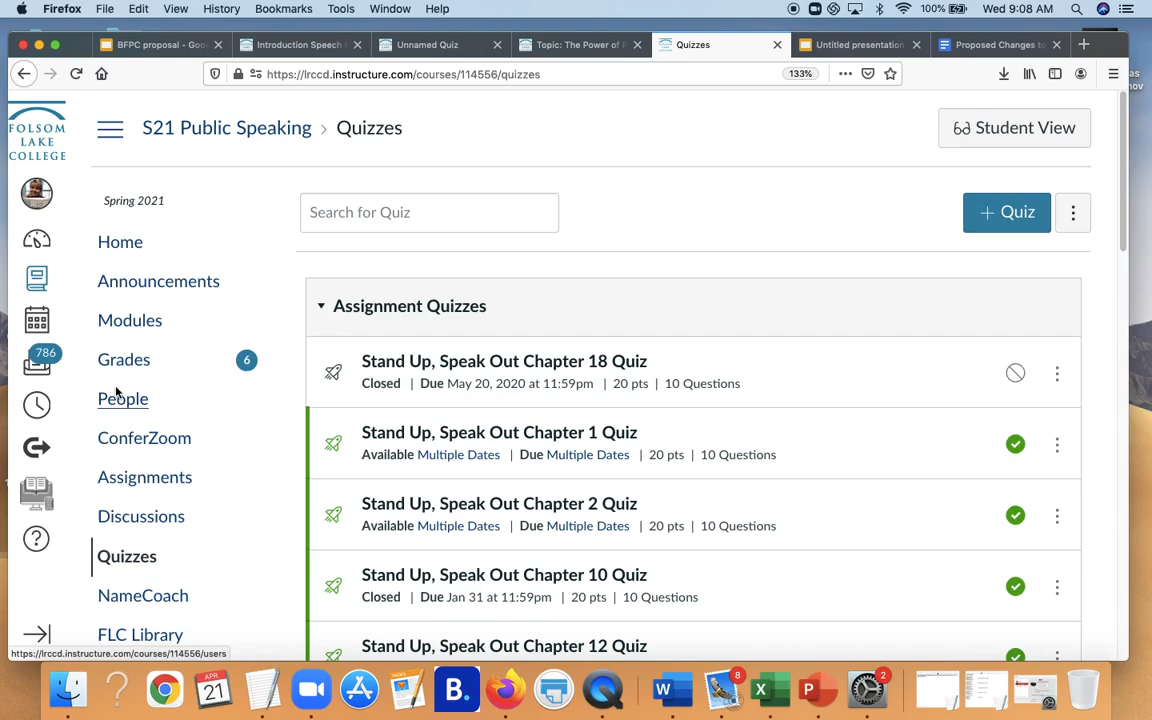 Firefox File Edit View History Bookmarks Tools Window Help 100% Wed 9:08 AM
BFPC proposal - Goo
Introduction Speech
Unnamed Quiz
Topic: The Power of
Quizzes
Untitled presentation
Proposed Changes to
https://lrccd.instructure.com/courses/114556/quizzes 133%
FOLSOM
LAKE
COLLEGE
S21 Public Speaking > Quizzes
Student View
Spring 2021
Search for Quiz
+ Quiz
Home
Announcements
Modules
Grades 6
People
ConferZoom
Assignments
Discussions
Quizzes
NameCoach
FLC Library
786
Assignment Quizzes
Stand Up, Speak Out Chapter 18 Quiz
Closed | Due May 20, 2020 at 11:59pm | 20 pts | 10 Questions
Stand Up, Speak Out Chapter 1 Quiz
Available Multiple Dates | Due Multiple Dates | 20 pts | 10 Questions
Stand Up, Speak Out Chapter 2 Quiz
Available Multiple Dates | Due Multiple Dates | 20 pts | 10 Questions
Stand Up, Speak Out Chapter 10 Quiz
Closed | Due Jan 31 at 11:59pm | 20 pts | 10 Questions
Stand Up, Speak Out Chapter 12 Quiz
https://lrccd.instructure.com/courses/114556/users
APR
21
B.
W
8
X
P
2